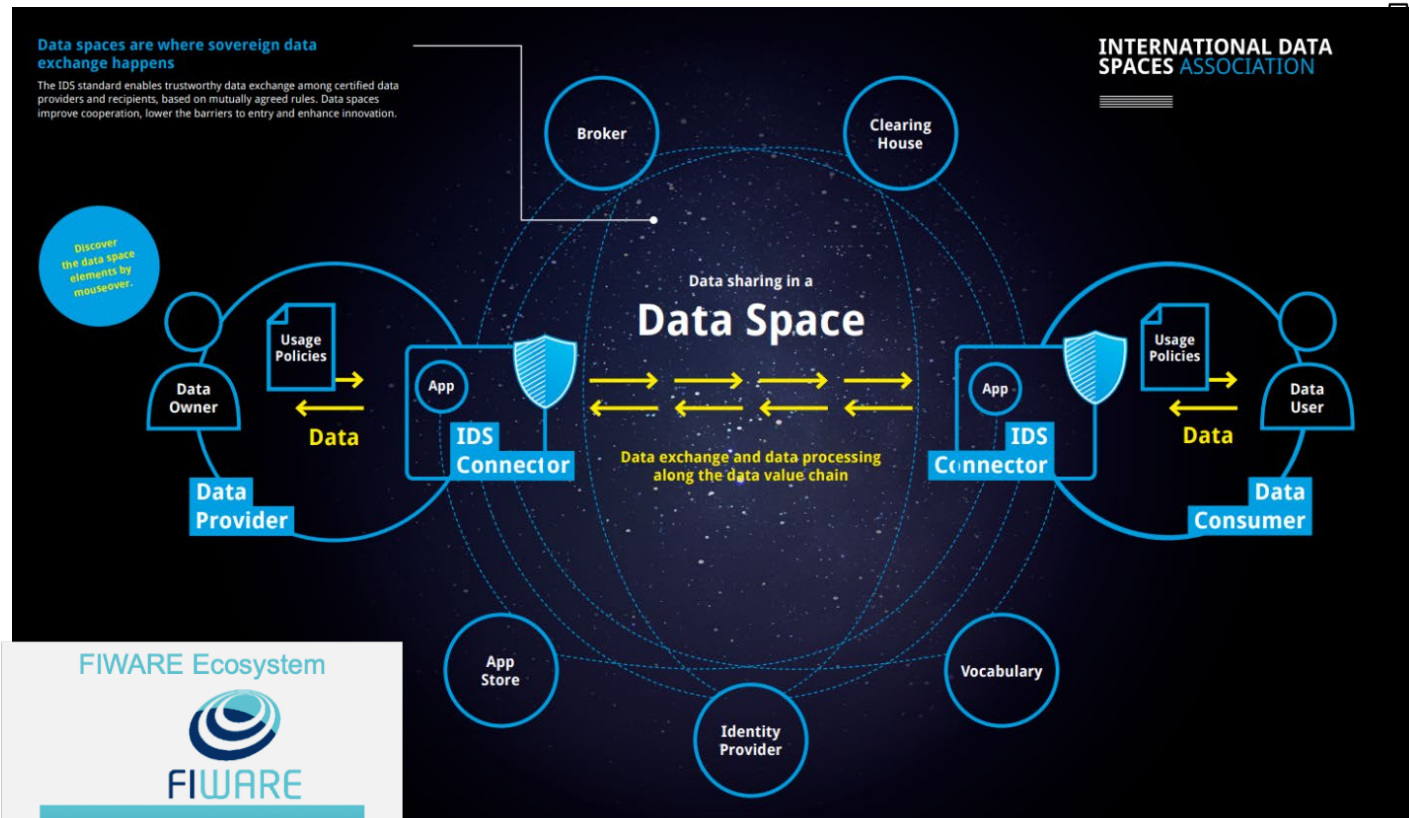 Data spaces are where sovereign data
exchange happens
The IDS standard enables trustworthy data exchange among certified data
providers and recipients, based on mutually agreed rules. Data spaces
improve cooperation, lower the barriers to entry and enhance innovation.
INTERNATIONAL DATA
SPACES ASSOCIATION
Broker
Clearing
House
Discover
the data space
elements by
mouseover.
Data sharing in a
Data Space
Usage
Policies
Data
Owner
Data
App
IDS
Connector
Data
Provider
Data exchange and data processing
along the data value chain
App
IDS
Connector
Usage
Policies
Data
User
Data
Data
Consumer
App
Store
Identity
Provider
Vocabulary
FIWARE Ecosystem
FIWARE